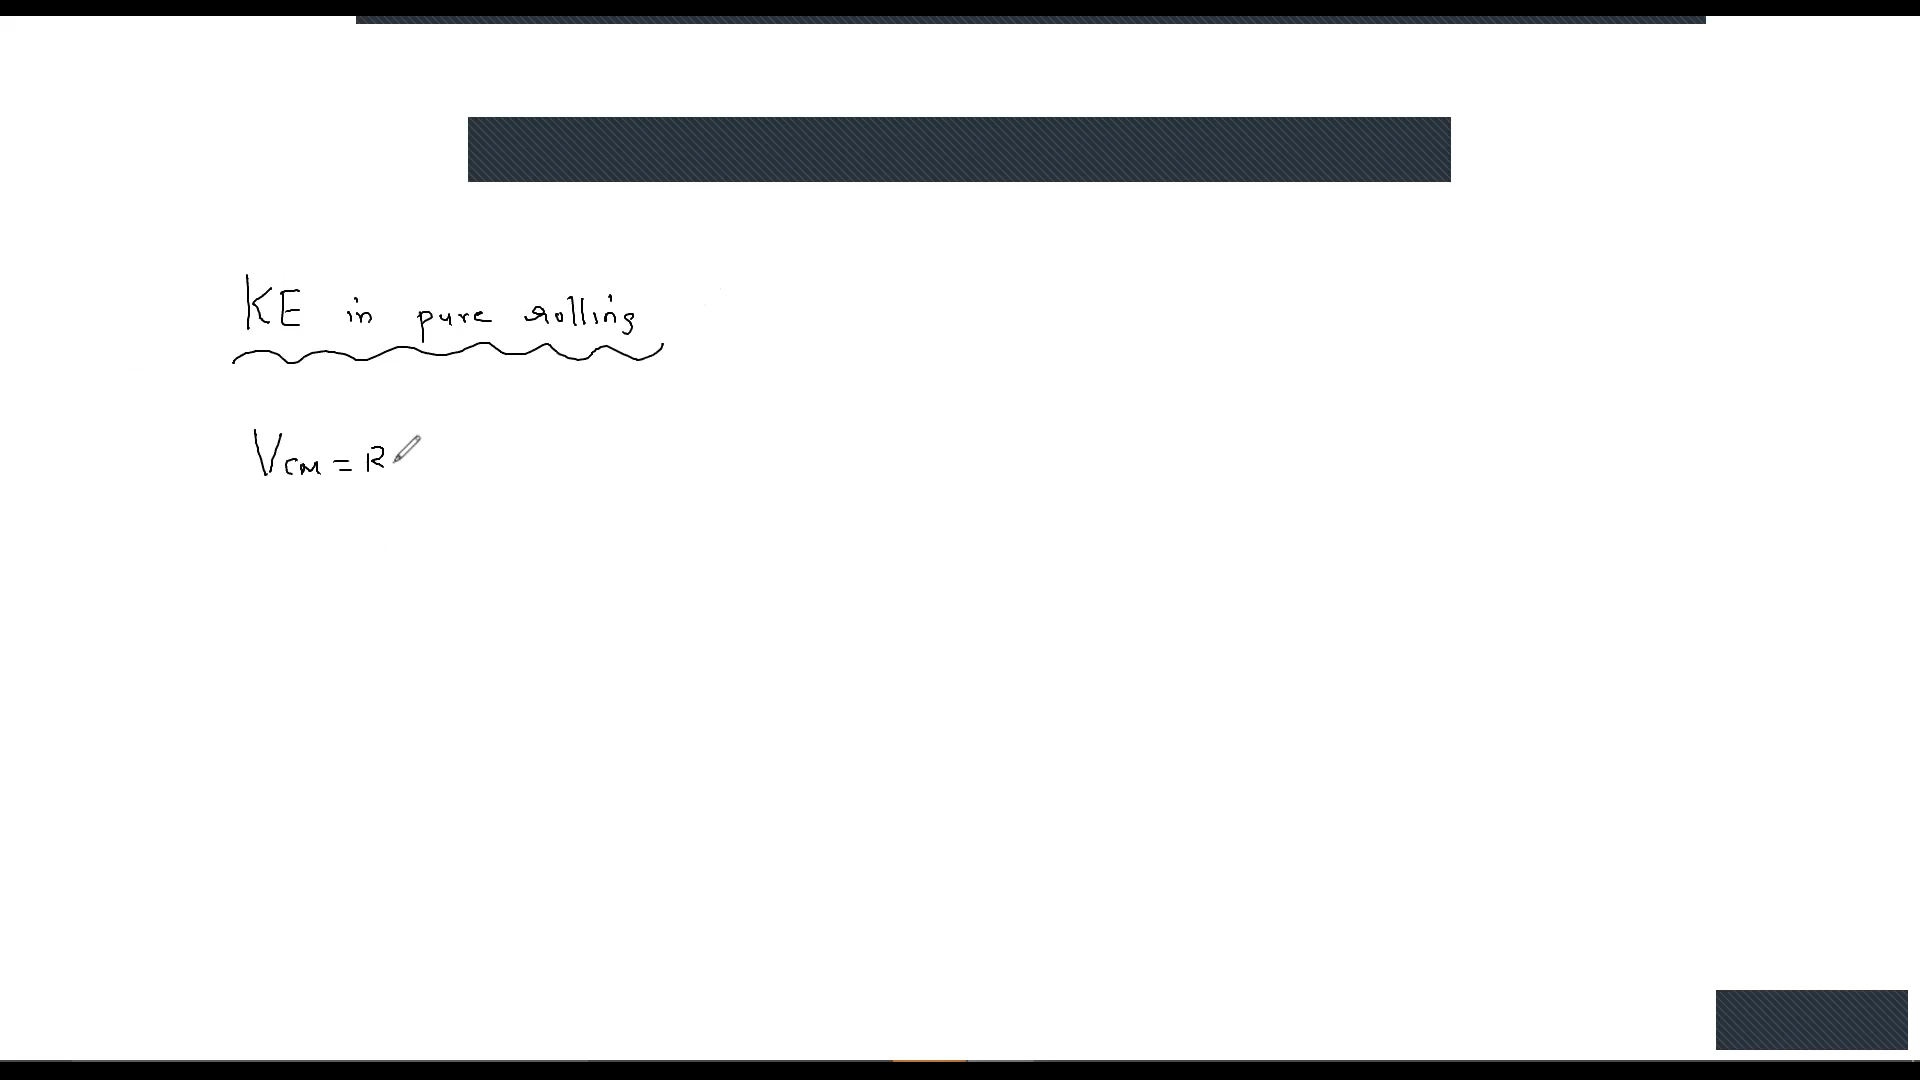 KE in pure rolling
Vcm = R